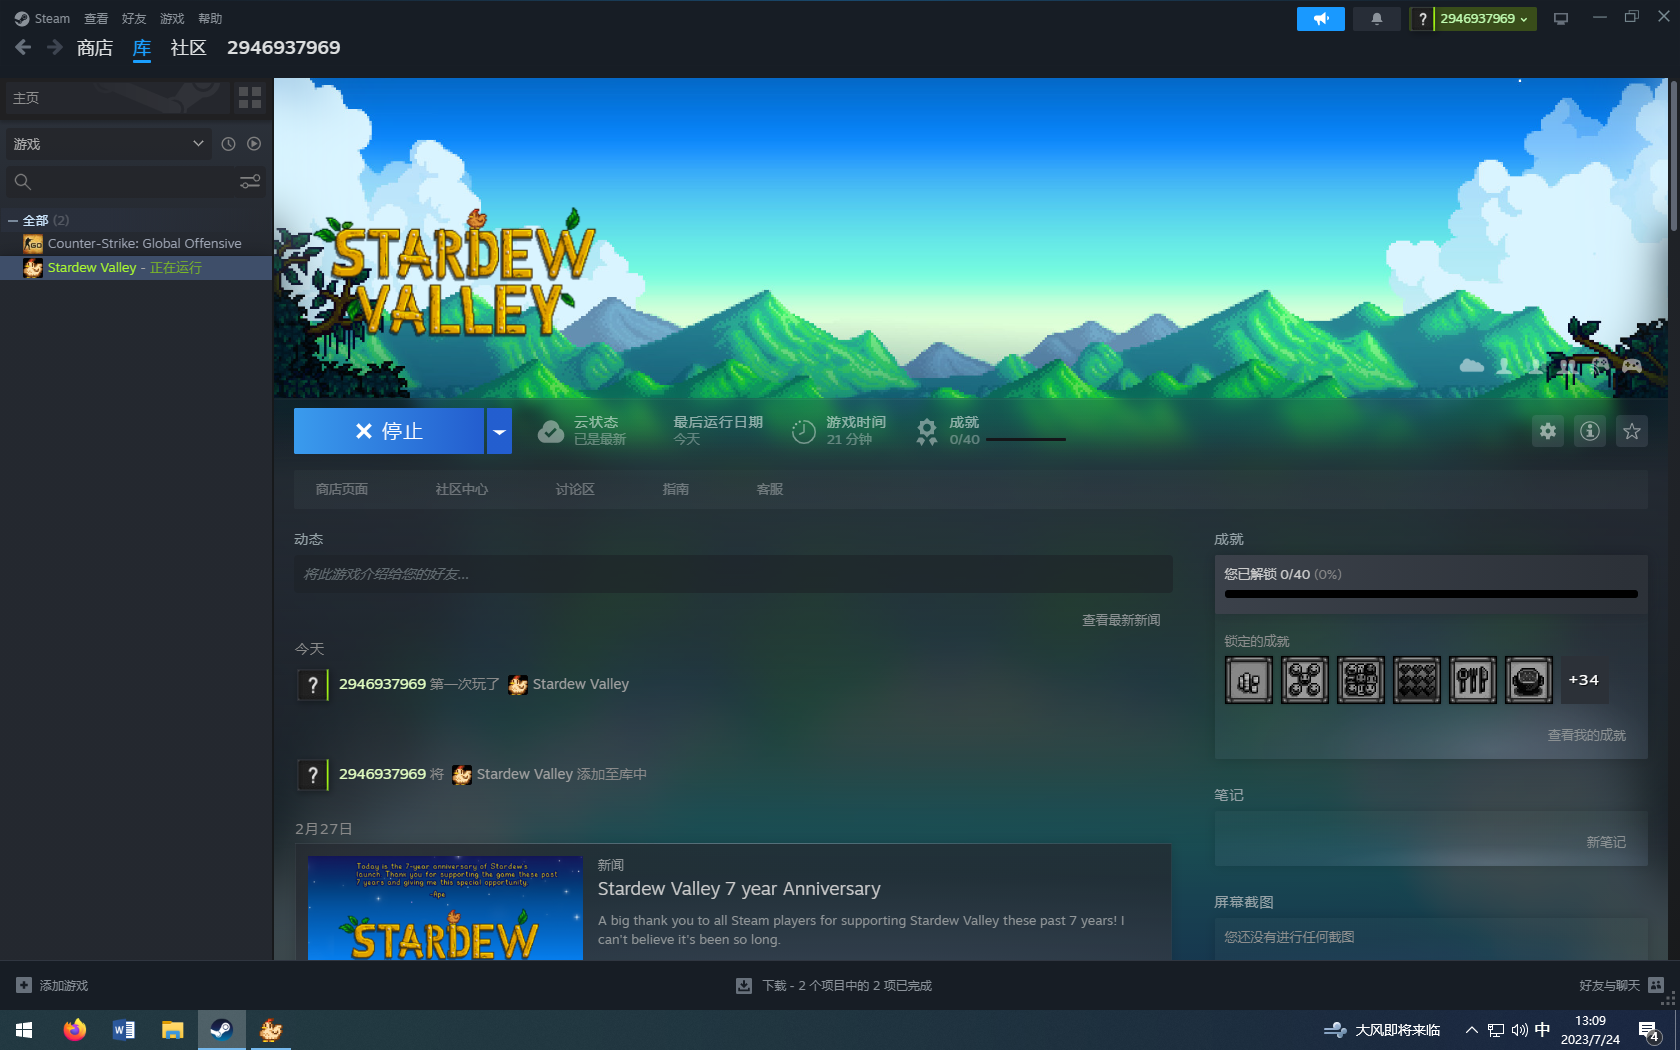 Steam 查看 好友 游戏 帮助
2946937969
商店 库 社区 2946937969
主页
游戏
全部 (2)
Counter-Strike: Global Offensive
Stardew Valley - 正在运行
STARDEW
VALLEY
停止
云状态
已是最新
最后运行日期
今天
游戏时间
21 分钟
成就
0/40
商店页面 社区中心 讨论区 指南 客服
动态
将此游戏介绍给您的好友...
查看最新新闻
今天
2946937969 第一次玩了 Stardew Valley
2946937969 将 Stardew Valley 添加至库中
2月27日
Today is the 7-year anniversary of Stardew's
launch. Thank you for supporting the game these past
7 years and giving me this special opportunity.
-Ape
STARDEW
新闻
Stardew Valley 7 year Anniversary
A big thank you to all Steam players for supporting Stardew Valley these past 7 years! I
can't believe it's been so long.
成就
您已解锁 0/40 (0%)
锁定的成就
+34
查看我的成就
笔记
新笔记
屏幕截图
您还没有进行任何截图
添加游戏
下载 - 2 个项目中的 2 项已完成
好友与聊天
大风即将来临
中
13:09
2023/7/24
4